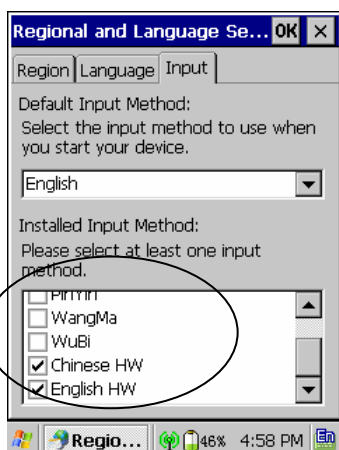 Regional and Language Se... OK ×
Region Language Input
Default Input Method:
Select the input method to use when
you start your device.
English
Installed Input Method:
Please select at least one input
method.
PinYin
WangMa
WuBi
Chinese HW
English HW
Regio... 46% 4:58 PM En